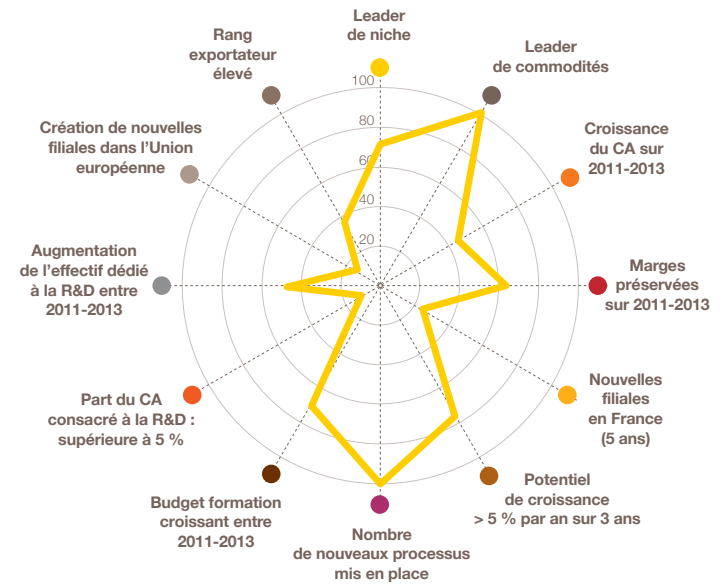 Leader
de niche
Leader
de commodités
Croissance
du CA sur
2011-2013
Marges
préservées
sur 2011-2013
Nouvelles
filiales
en France
(5 ans)
Potentiel
de croissance
> 5 % par an sur 3 ans
Nombre
de nouveaux processus
mis en place
Budget formation
croissant entre
2011-2013
Part du CA
consacré à la R&D :
supérieure à 5 %
Augmentation
de l'effectif dédié
à la R&D entre
2011-2013
Création de nouvelles
filiales dans l'Union
européenne
Rang
exportateur
élevé
100
80
60
40
20